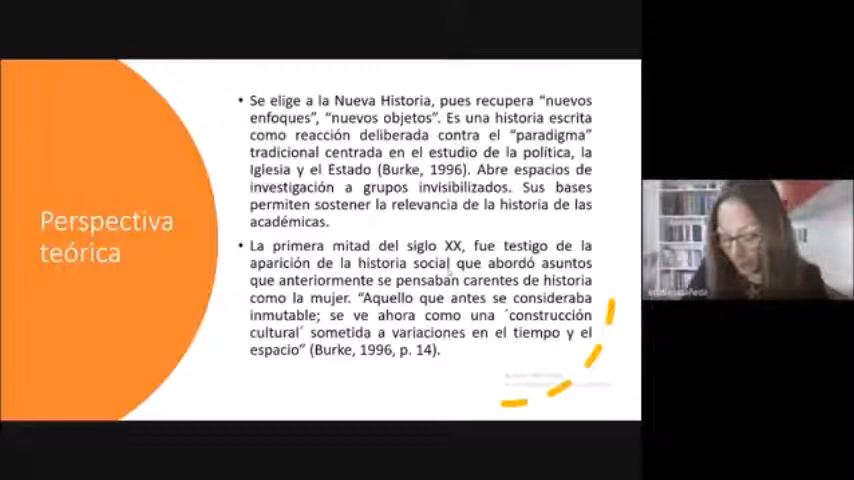 Perspectiva
teórica
• Se elige a la Nueva Historia, pues recupera “nuevos
enfoques”, “nuevos objetos”. Es una historia escrita
como reacción deliberada contra el “paradigma”
tradicional centrada en el estudio de la política, la
Iglesia y el Estado (Burke, 1996). Abre espacios de
investigación a grupos invisibilizados. Sus bases
permiten sostener la relevancia de la historia de las
académicas.
• La primera mitad del siglo XX, fue testigo de la
aparición de la historia social que abordó asuntos
que anteriormente se pensaban carentes de historia
como la mujer. “Aquello que antes se consideraba
inmutable; se ve ahora como una ´construcción
cultural´ sometida a variaciones en el tiempo y el
espacio” (Burke, 1996, p. 14).